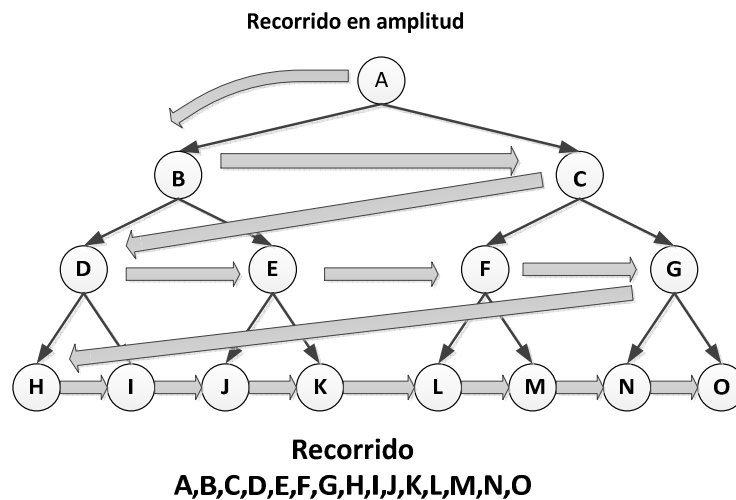 Recorrido en amplitud
A
B
C
D
E
F
G
H
I
J
K
L
M
N
O
Recorrido
A,B,C,D,E,F,G,H,I,J,K,L,M,N,O